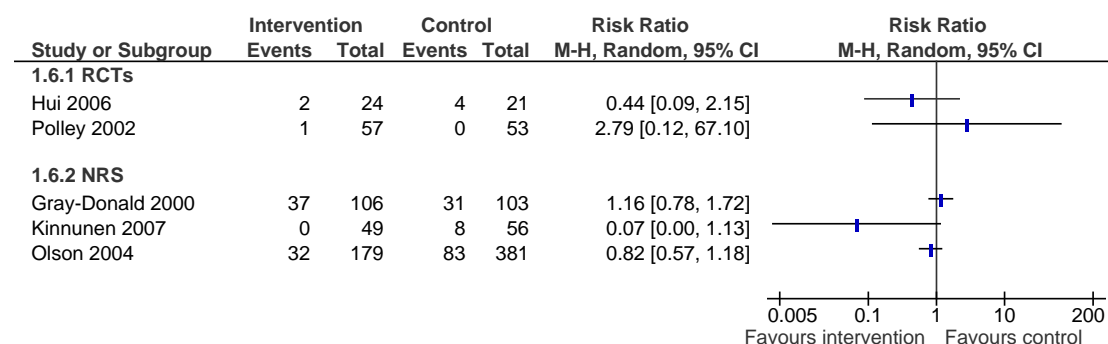 Intervention Control Risk Ratio Risk Ratio
Study or Subgroup Events Total Events Total M-H, Random, 95% CI M-H, Random, 95% CI
1.6.1 RCTs
Hui 2006 2 24 4 21 0.44 [0.09, 2.15]
Polley 2002 1 57 0 53 2.79 [0.12, 67.10]
1.6.2 NRS
Gray-Donald 2000 37 106 31 103 1.16 [0.78, 1.72]
Kinnunen 2007 0 49 8 56 0.07 [0.00, 1.13]
Olson 2004 32 179 83 381 0.82 [0.57, 1.18]
0.005 0.1 1 10 200
Favours intervention Favours control